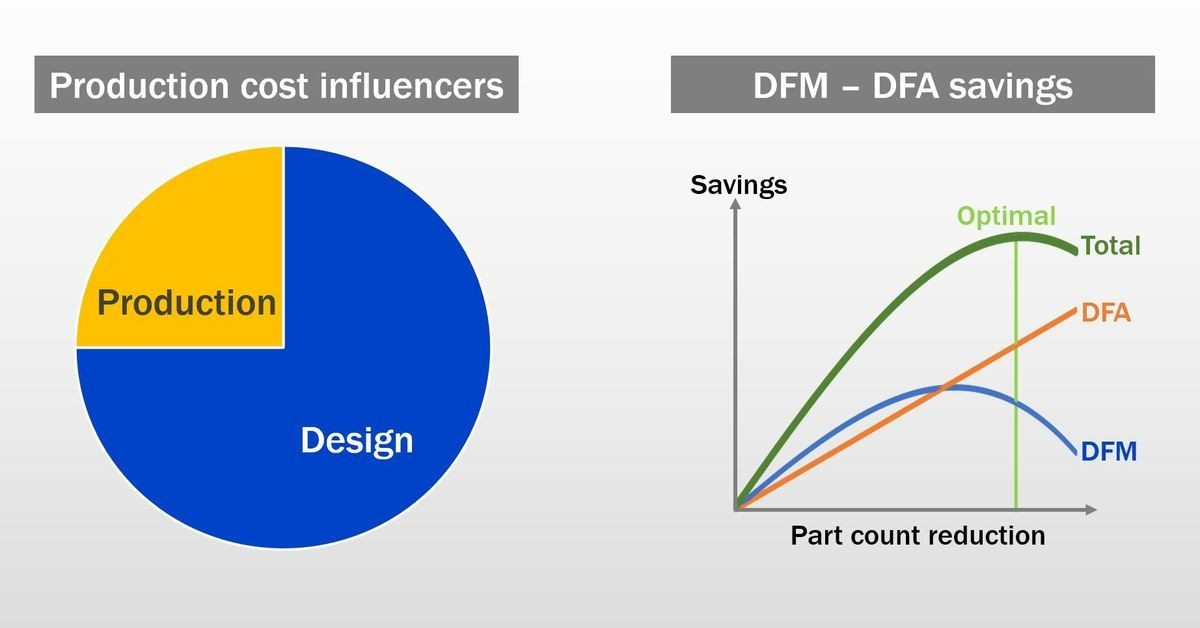 Production cost influencers
Production
Design
DFM – DFA savings
Savings
Optimal
Total
DFA
DFM
Part count reduction